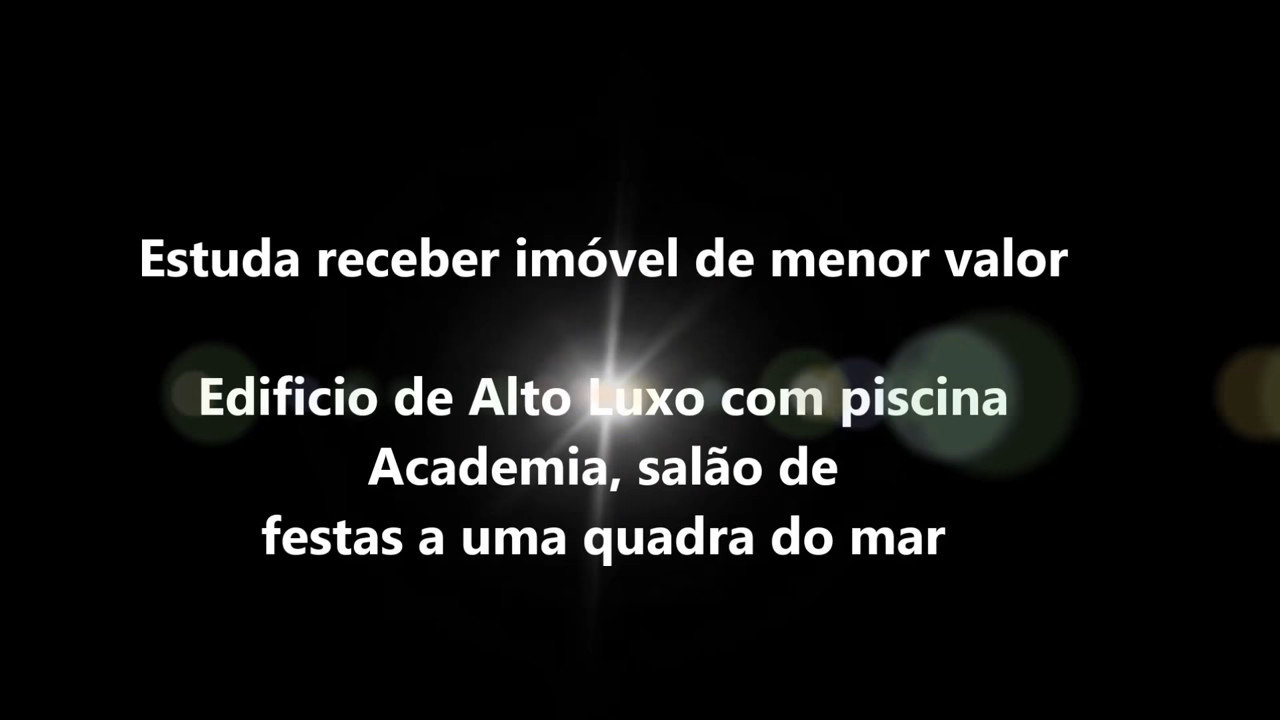 Estuda receber imóvel de menor valor
Edificio de Alto Luxo com piscina
Academia, salão de
festas a uma quadra do mar